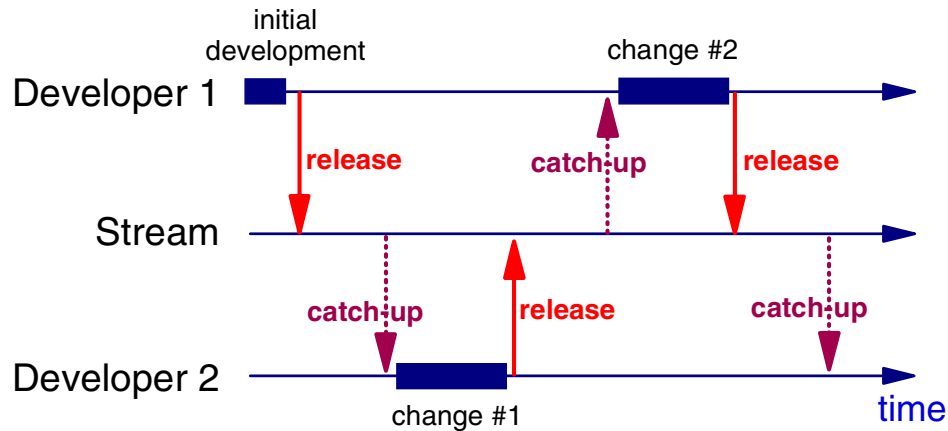 initial
development
change #2
Developer 1
release
catch-up
release
Stream
catch-up
release
catch-up
Developer 2
change #1
time